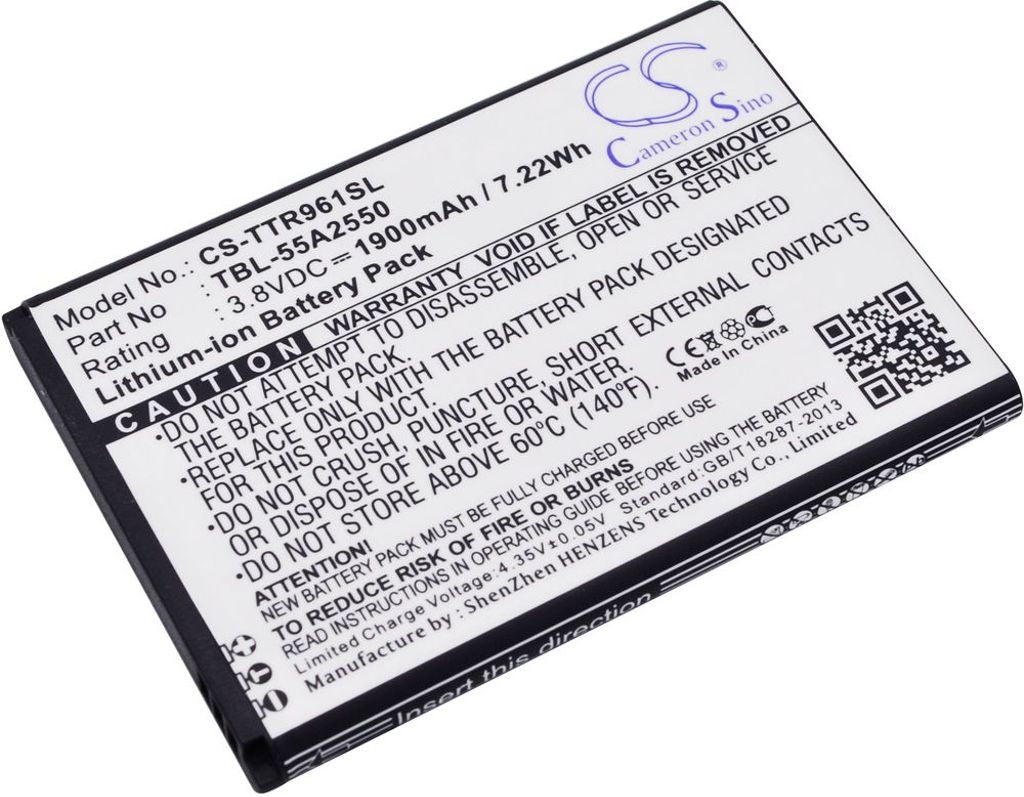 CS
®
Cameron Sino
Model No.: CS-TTR961SL
Part No : TBL-55A2550
Rating : 3.8VDC⎓ 1900mAh / 7.22Wh
Lithium-ion Battery Pack
CAUTION
WARRANTY VOID IF LABEL IS REMOVED
•DO NOT ATTEMPT TO DISASSEMBLE, OPEN OR SERVICE
THE BATTERY PACK.
•REPLACE ONLY WITH THE BATTERY PACK DESIGNATED.
•DO NOT CRUSH, PUNCTURE, SHORT EXTERNAL CONTACTS
OR DISPOSE OF IN FIRE OR WATER.
•DO NOT STORE ABOVE 60°C (140°F).
CE
Made in China
ATTENTION!
NEW BATTERY PACK MUST BE FULLY CHARGED BEFORE USE
TO REDUCE RISK OF FIRE OR BURNS
READ INSTRUCTIONS IN OPERATING GUIDE BEFORE USING
Limited Charge Voltage:4.35V±0.05V Standard:GB/T18287-2013
Manufacture by : ShenZhen HENZENS Technology Co., Limited
Insert this direction